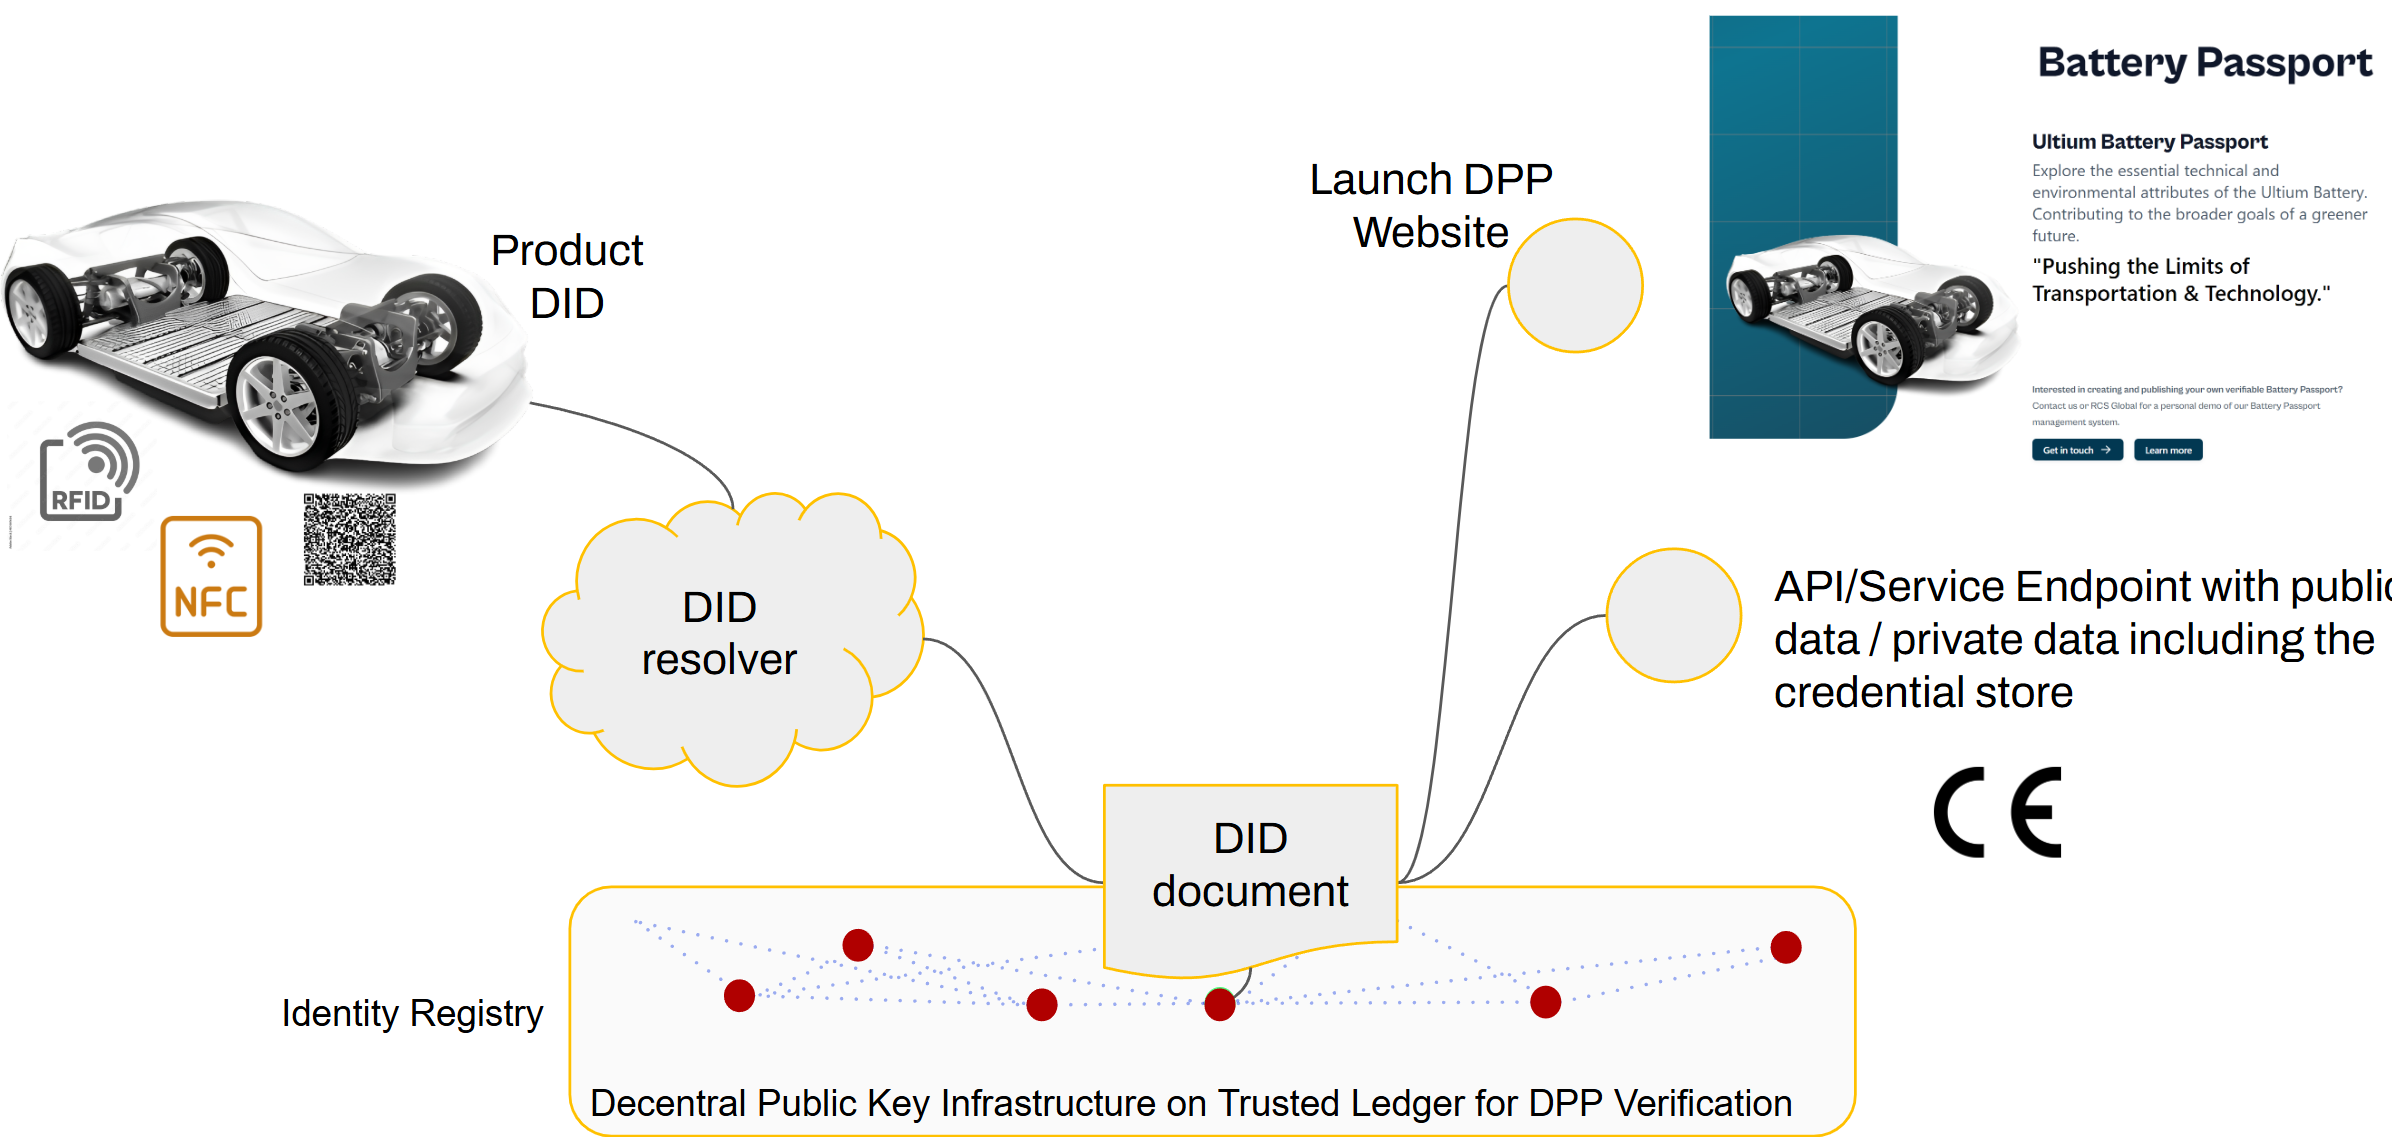 Battery Passport
Ultium Battery Passport
Explore the essential technical and
environmental attributes of the Ultium Battery.
Contributing to the broader goals of a greener
future.
"Pushing the Limits of
Transportation & Technology."
Interested in creating and publishing your own verifiable Battery Passport?
Contact us or RCS Global for a personal demo of our Battery Passport
management system.
Get in touch →
Learn more
Launch DPP
Website
Product
DID
RFID
NFC
DID
resolver
API/Service Endpoint with public
data / private data including the
credential store
CE
DID
document
Identity Registry
Decentral Public Key Infrastructure on Trusted Ledger for DPP Verification